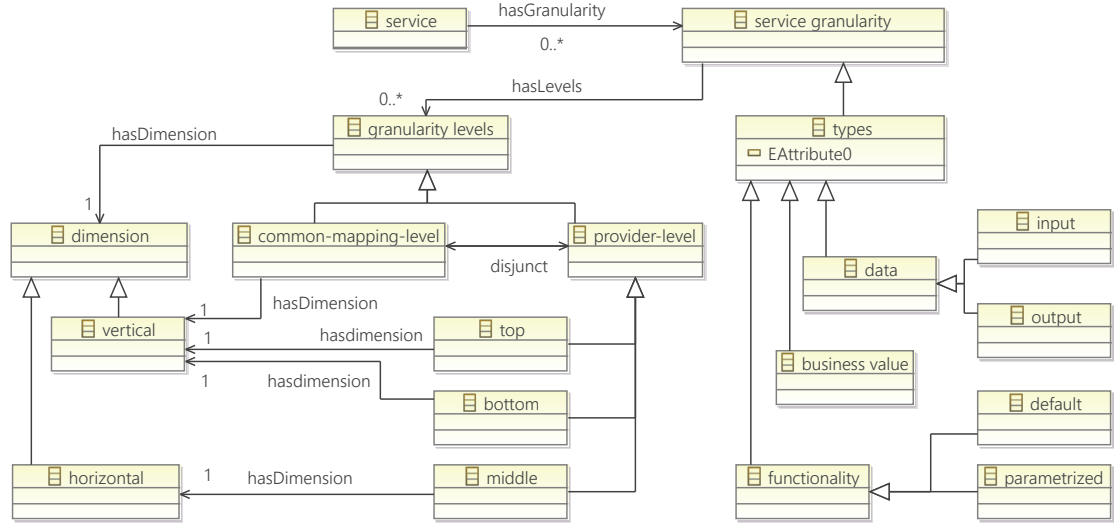 service
hasGranularity
0..*
service granularity
hasLevels
0..*
granularity levels
hasDimension
1
types
EAttribute0
dimension
common-mapping-level
provider-level
disjunct
input
data
output
hasDimension
1
vertical
hasdimension
1
top
hasdimension
1
bottom
business value
default
horizontal
1
hasDimension
middle
functionality
parametrized